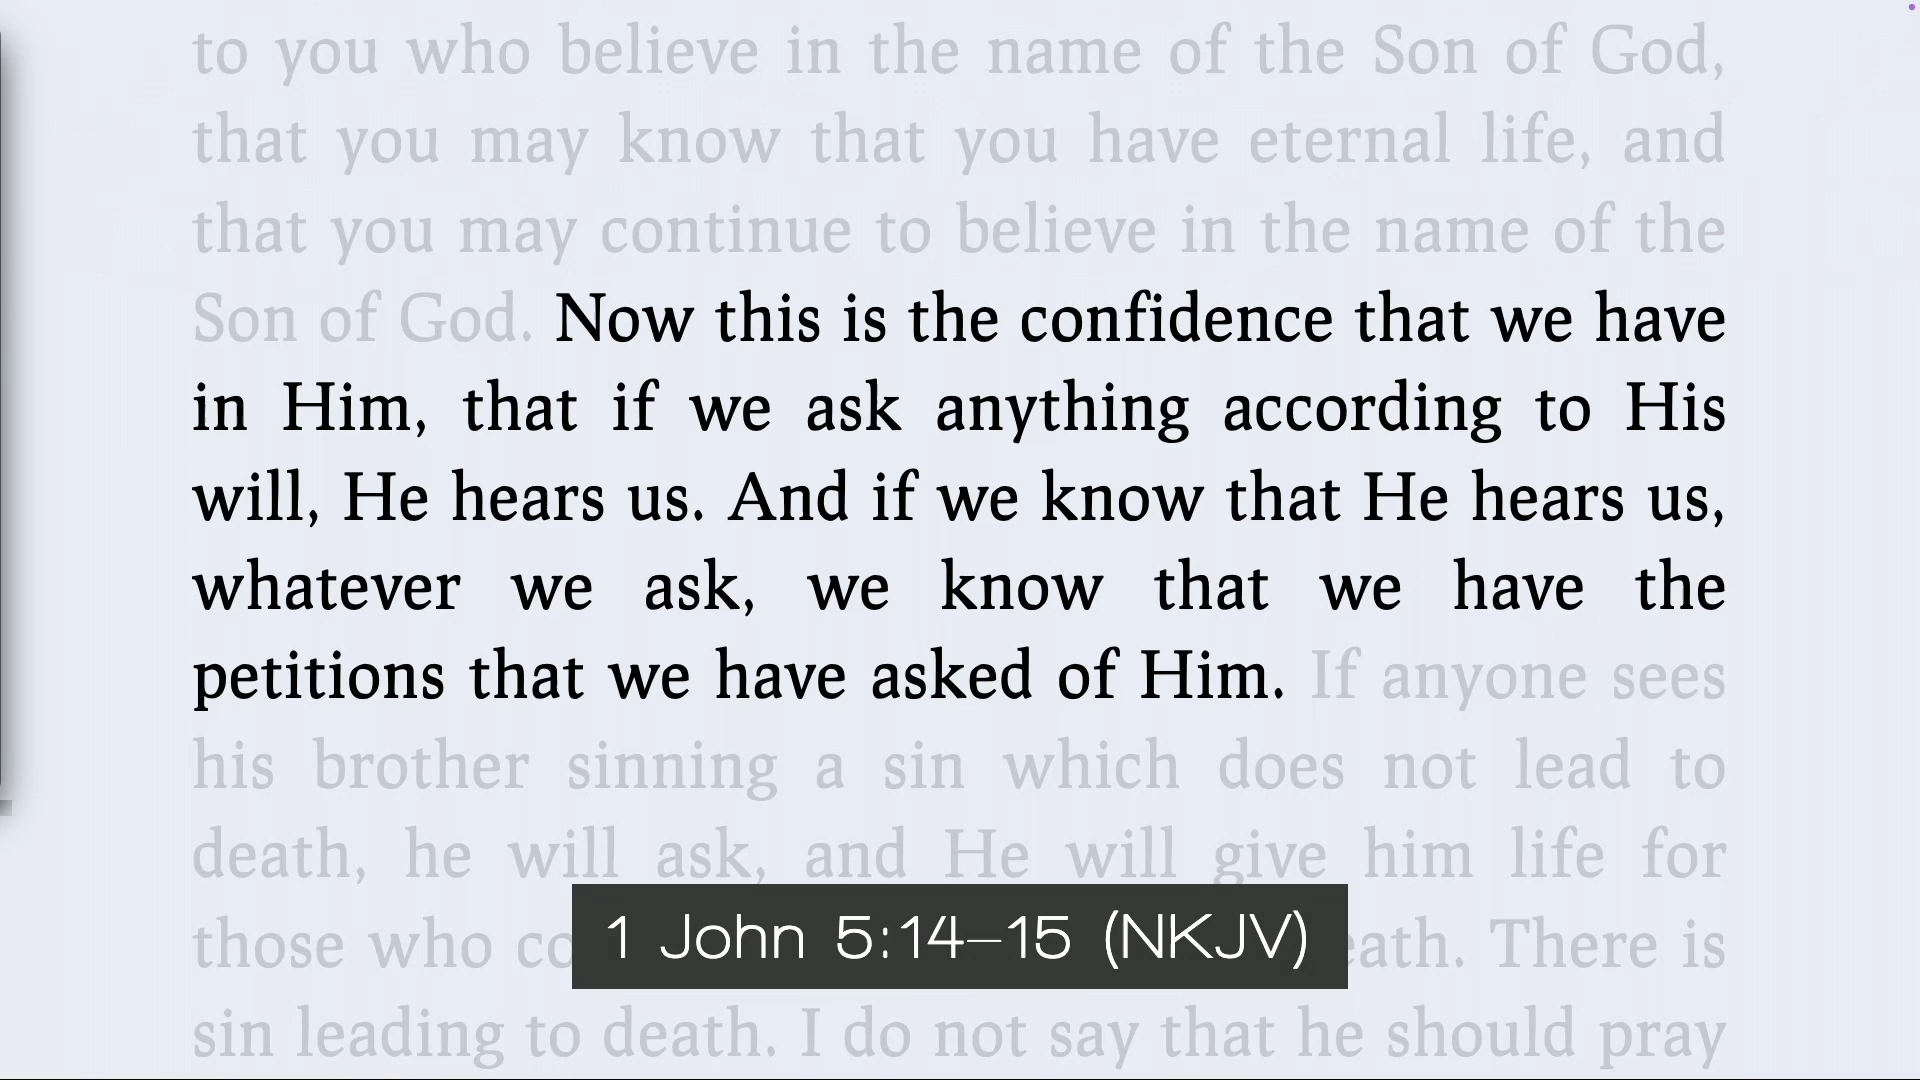 to you who believe in the name of the Son of God,
that you may know that you have eternal life, and
that you may continue to believe in the name of the
Son of God. Now this is the confidence that we have
in Him, that if we ask anything according to His
will, He hears us. And if we know that He hears us,
whatever we ask, we know that we have the
petitions that we have asked of Him. If anyone sees
his brother sinning a sin which does not lead to
death, he will ask, and He will give him life for
those who There is
1 John 5:14–15 (NKJV)
sin leading to death. I do not say that he should pray